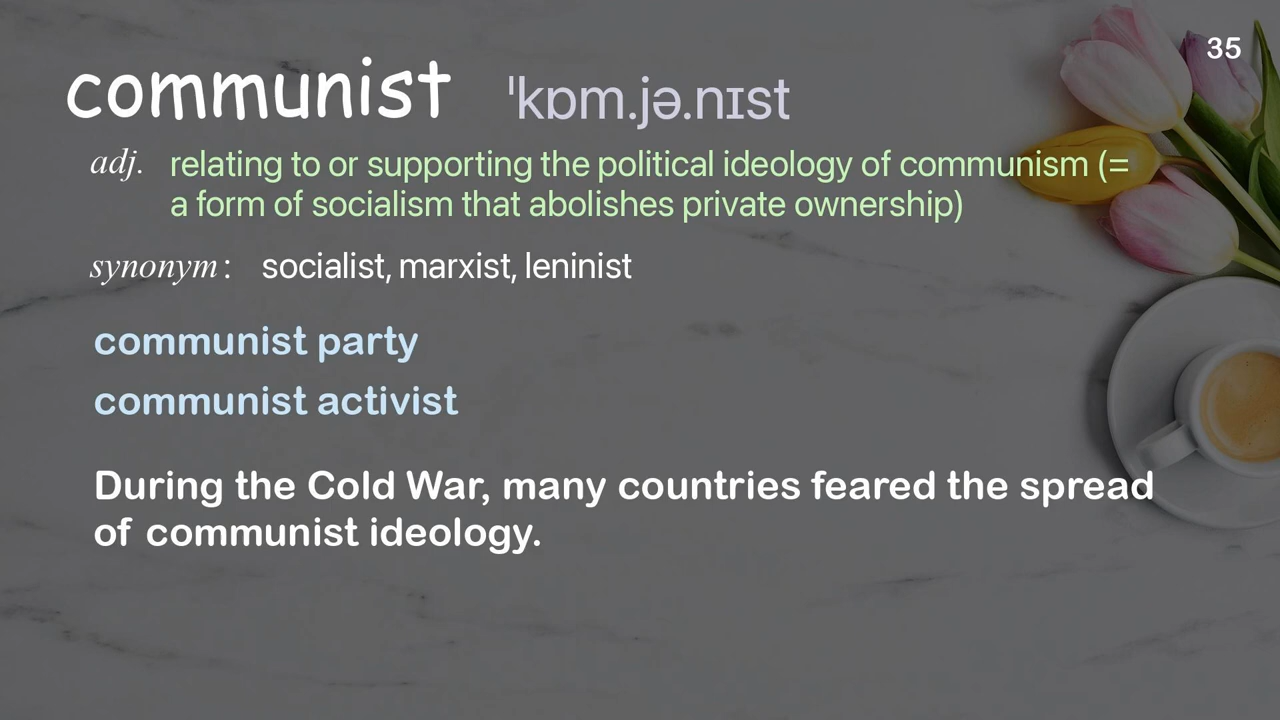 35
communist ˈkɒm.jə.nɪst
adj. relating to or supporting the political ideology of communism (=
a form of socialism that abolishes private ownership)
synonym: socialist, marxist, leninist
communist party
communist activist
During the Cold War, many countries feared the spread
of communist ideology.